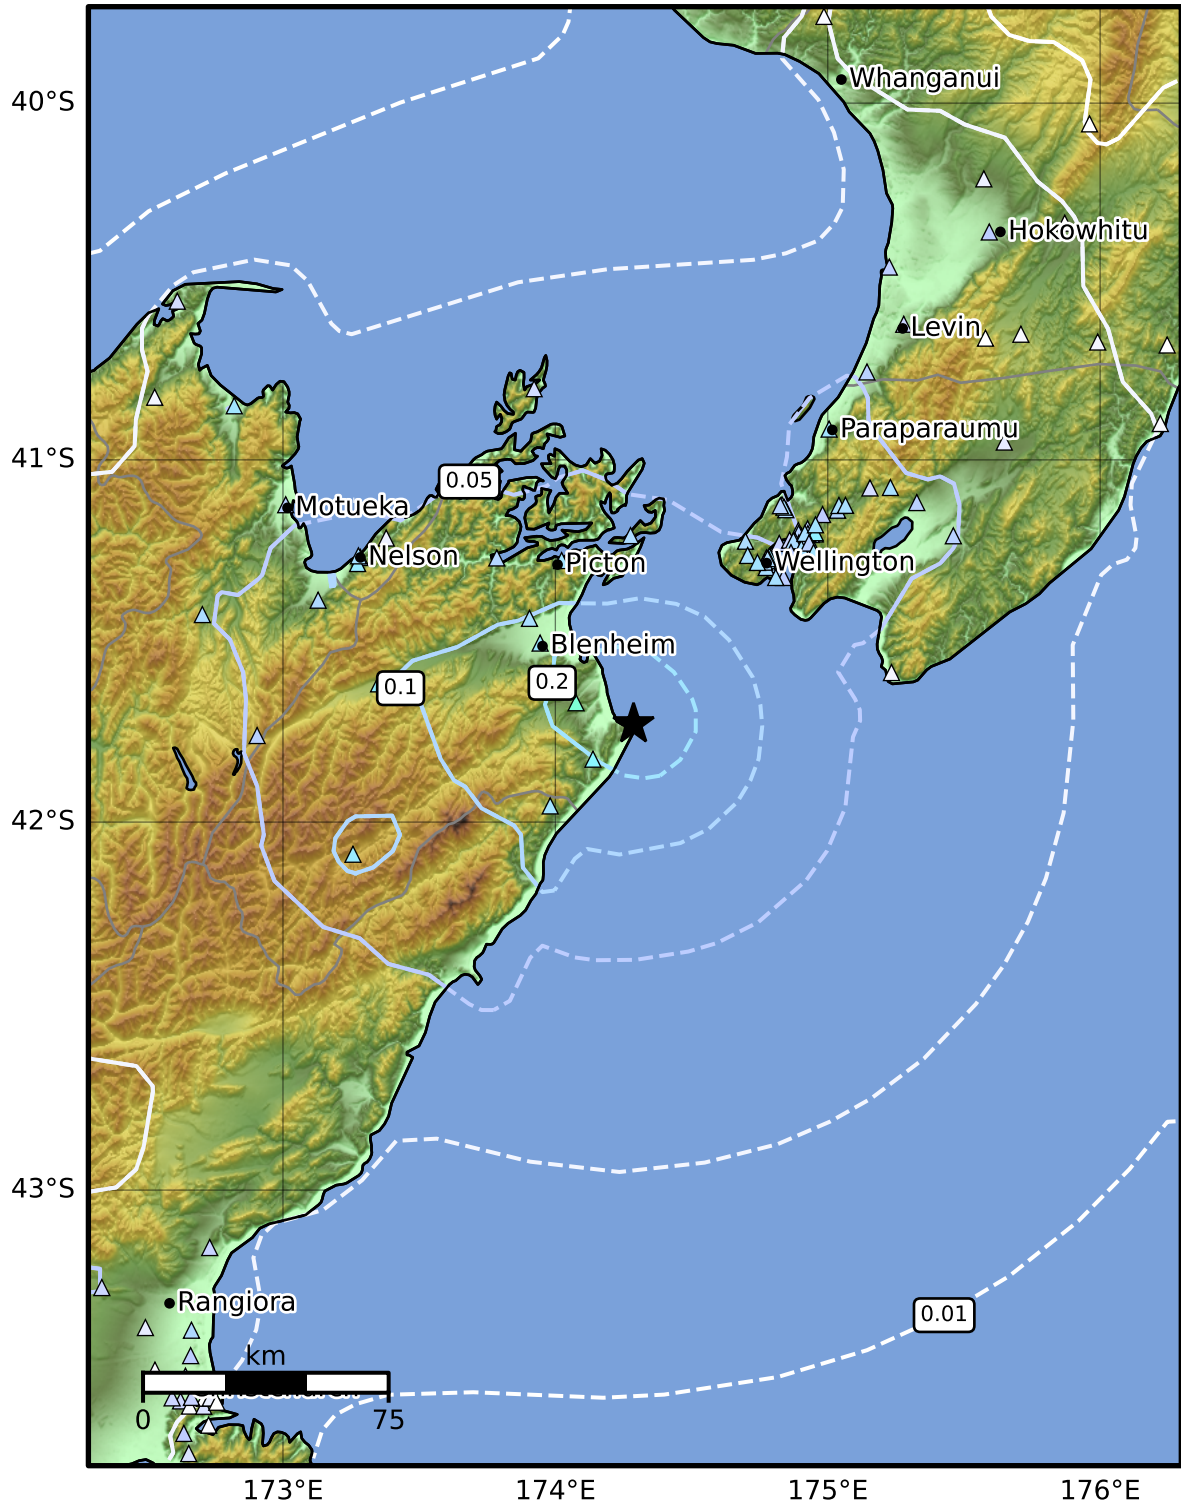 Whanganui
40°S
Hokowhitu
Levin
Paraparaumu
41°S
0.05
Motueka
Nelson
Picton
Wellington
Blenheim
0.1
0.2
42°S
43°S
Rangiora
0.01
km
0
75
173°E
174°E
175°E
176°E